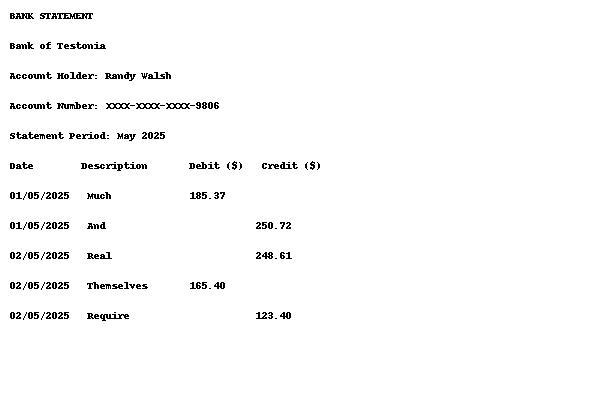 BANK STATEMENT
Bank of Testonia
Account Holder: Randy Walsh
Account Number: XXXX-XXXX-XXXX-9806
Statement Period: May 2025
Date        Description       Debit ($)   Credit ($)
01/05/2025   Much             185.37
01/05/2025   And                         250.72
02/05/2025   Real                        248.61
02/05/2025   Themselves       165.40
02/05/2025   Require                     123.40